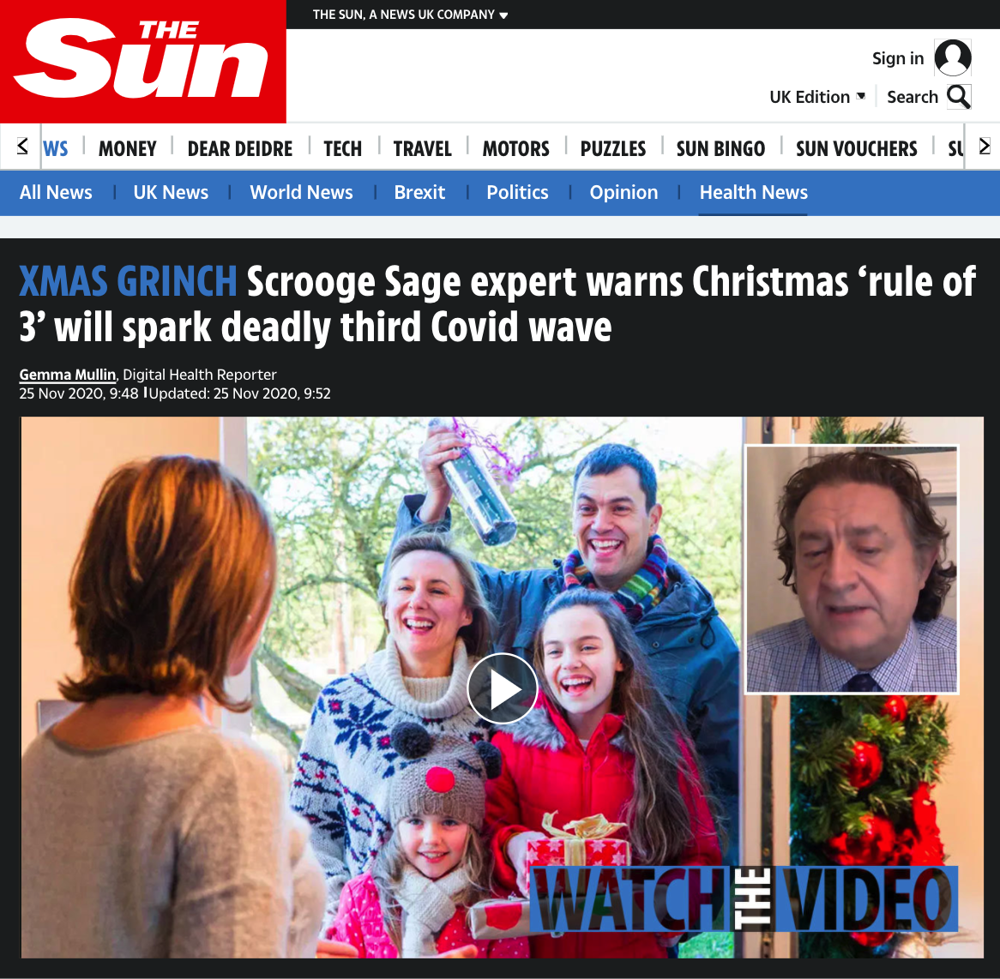 THE SUN, A NEWS UK COMPANY
THE
Sun
Sign in
UK Edition
Search
WS
MONEY
DEAR DEIDRE
TECH
TRAVEL
MOTORS
PUZZLES
SUN BINGO
SUN VOUCHERS
SU
All News
UK News
World News
Brexit
Politics
Opinion
Health News
XMAS GRINCH Scrooge Sage expert warns Christmas ‘rule of
3’ will spark deadly third Covid wave
Gemma Mullin, Digital Health Reporter
25 Nov 2020, 9:48 | Updated: 25 Nov 2020, 9:52
WATCH THE VIDEO